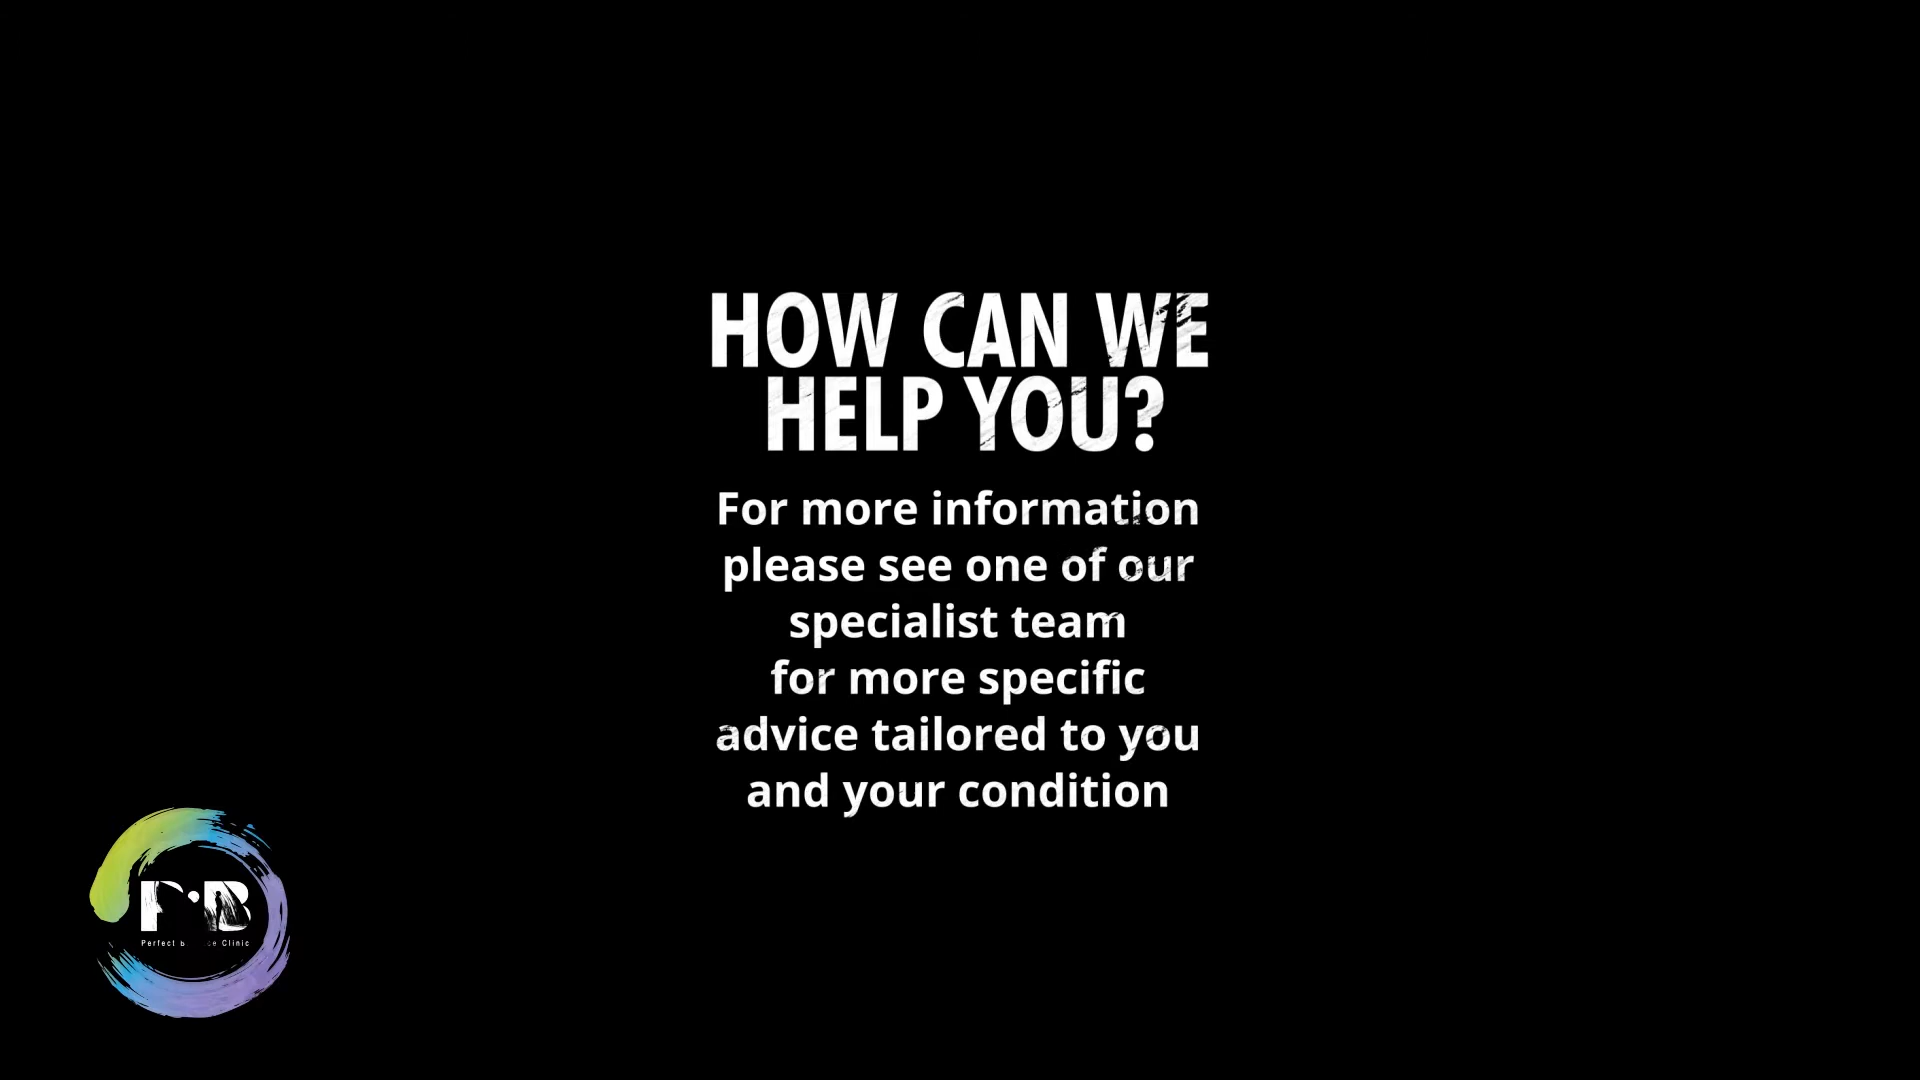 HOW CAN WE
HELP YOU?
For more information
please see one of our
specialist team
for more specific
advice tailored to you
and your condition
Perfect Clinic